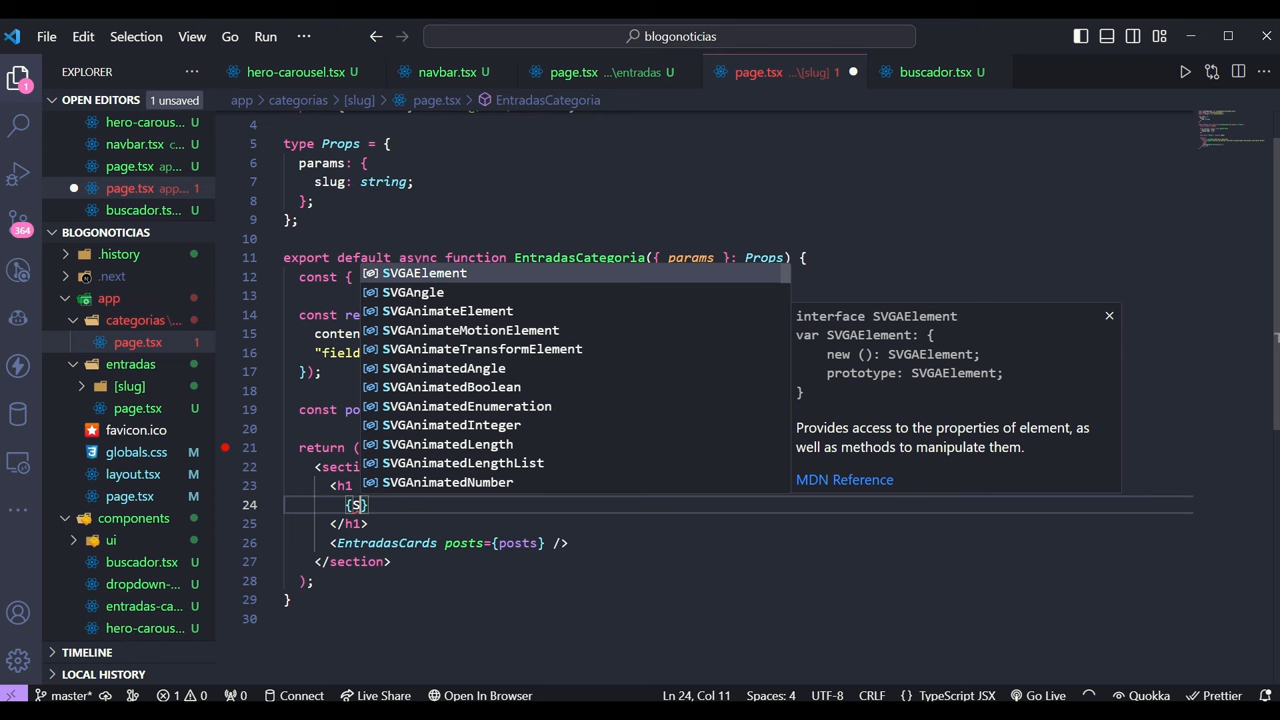 File Edit Selection View Go Run ··· blogonoticias
EXPLORER ···
OPEN EDITORS 1 unsaved
hero-carous... U
navbar.tsx c... U
page.tsx ap... U
page.tsx app... 1
buscador.ts... U
BLOGONOTICIAS
.history
.next
app
categorias \...
page.tsx 1
entradas
[slug]
page.tsx U
favicon.ico
globals.css M
layout.tsx M
page.tsx M
components
ui
buscador.tsx U
dropdown-... U
entradas-ca... U
hero-carous... U
TIMELINE
LOCAL HISTORY
hero-carousel.tsx U navbar.tsx U page.tsx ...\entradas U page.tsx ...\[slug] 1 buscador.tsx U
app > categorias > [slug] > page.tsx > EntradasCategoria
4
5 type Props = {
6 params: {
7 slug: string;
8 };
9 };
10
11 export default async function EntradasCategoria({ params }: Props) {
12 const {
13
14 const re
15 conten
16 "field
17 });
18
19 const po
20
21 return (
22 <sectio
23 <h1
24 {S}
25 </h1>
26 <EntradasCards posts={posts} />
27 </section>
28 );
29 }
30
SVGAElement
SVGAngle
SVGAnimateElement
SVGAnimateMotionElement
SVGAnimateTransformElement
SVGAnimatedAngle
SVGAnimatedBoolean
SVGAnimatedEnumeration
SVGAnimatedInteger
SVGAnimatedLength
SVGAnimatedLengthList
SVGAnimatedNumber
interface SVGAElement
var SVGAElement: {
new (): SVGAElement;
prototype: SVGAElement;
}
Provides access to the properties of element, as
well as methods to manipulate them.
MDN Reference
1
364
master* 1 0 0 Connect Live Share Open In Browser Ln 24, Col 11 Spaces: 4 UTF-8 CRLF {} TypeScript JSX Go Live Quokka Prettier